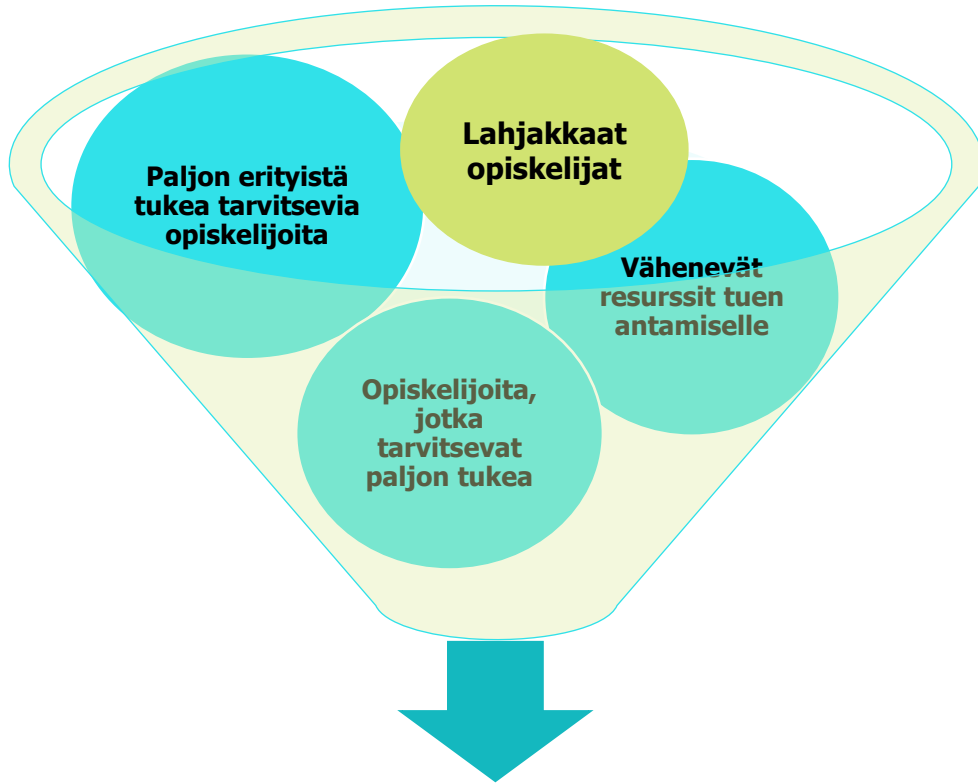 Lahjakkaat
opiskelijat
Paljon erityistä
tukea tarvitsevia
opiskelijoita
Vähenevät
resurssit tuen
antamiselle
Opiskelijoita,
jotka
tarvitsevat
paljon tukea